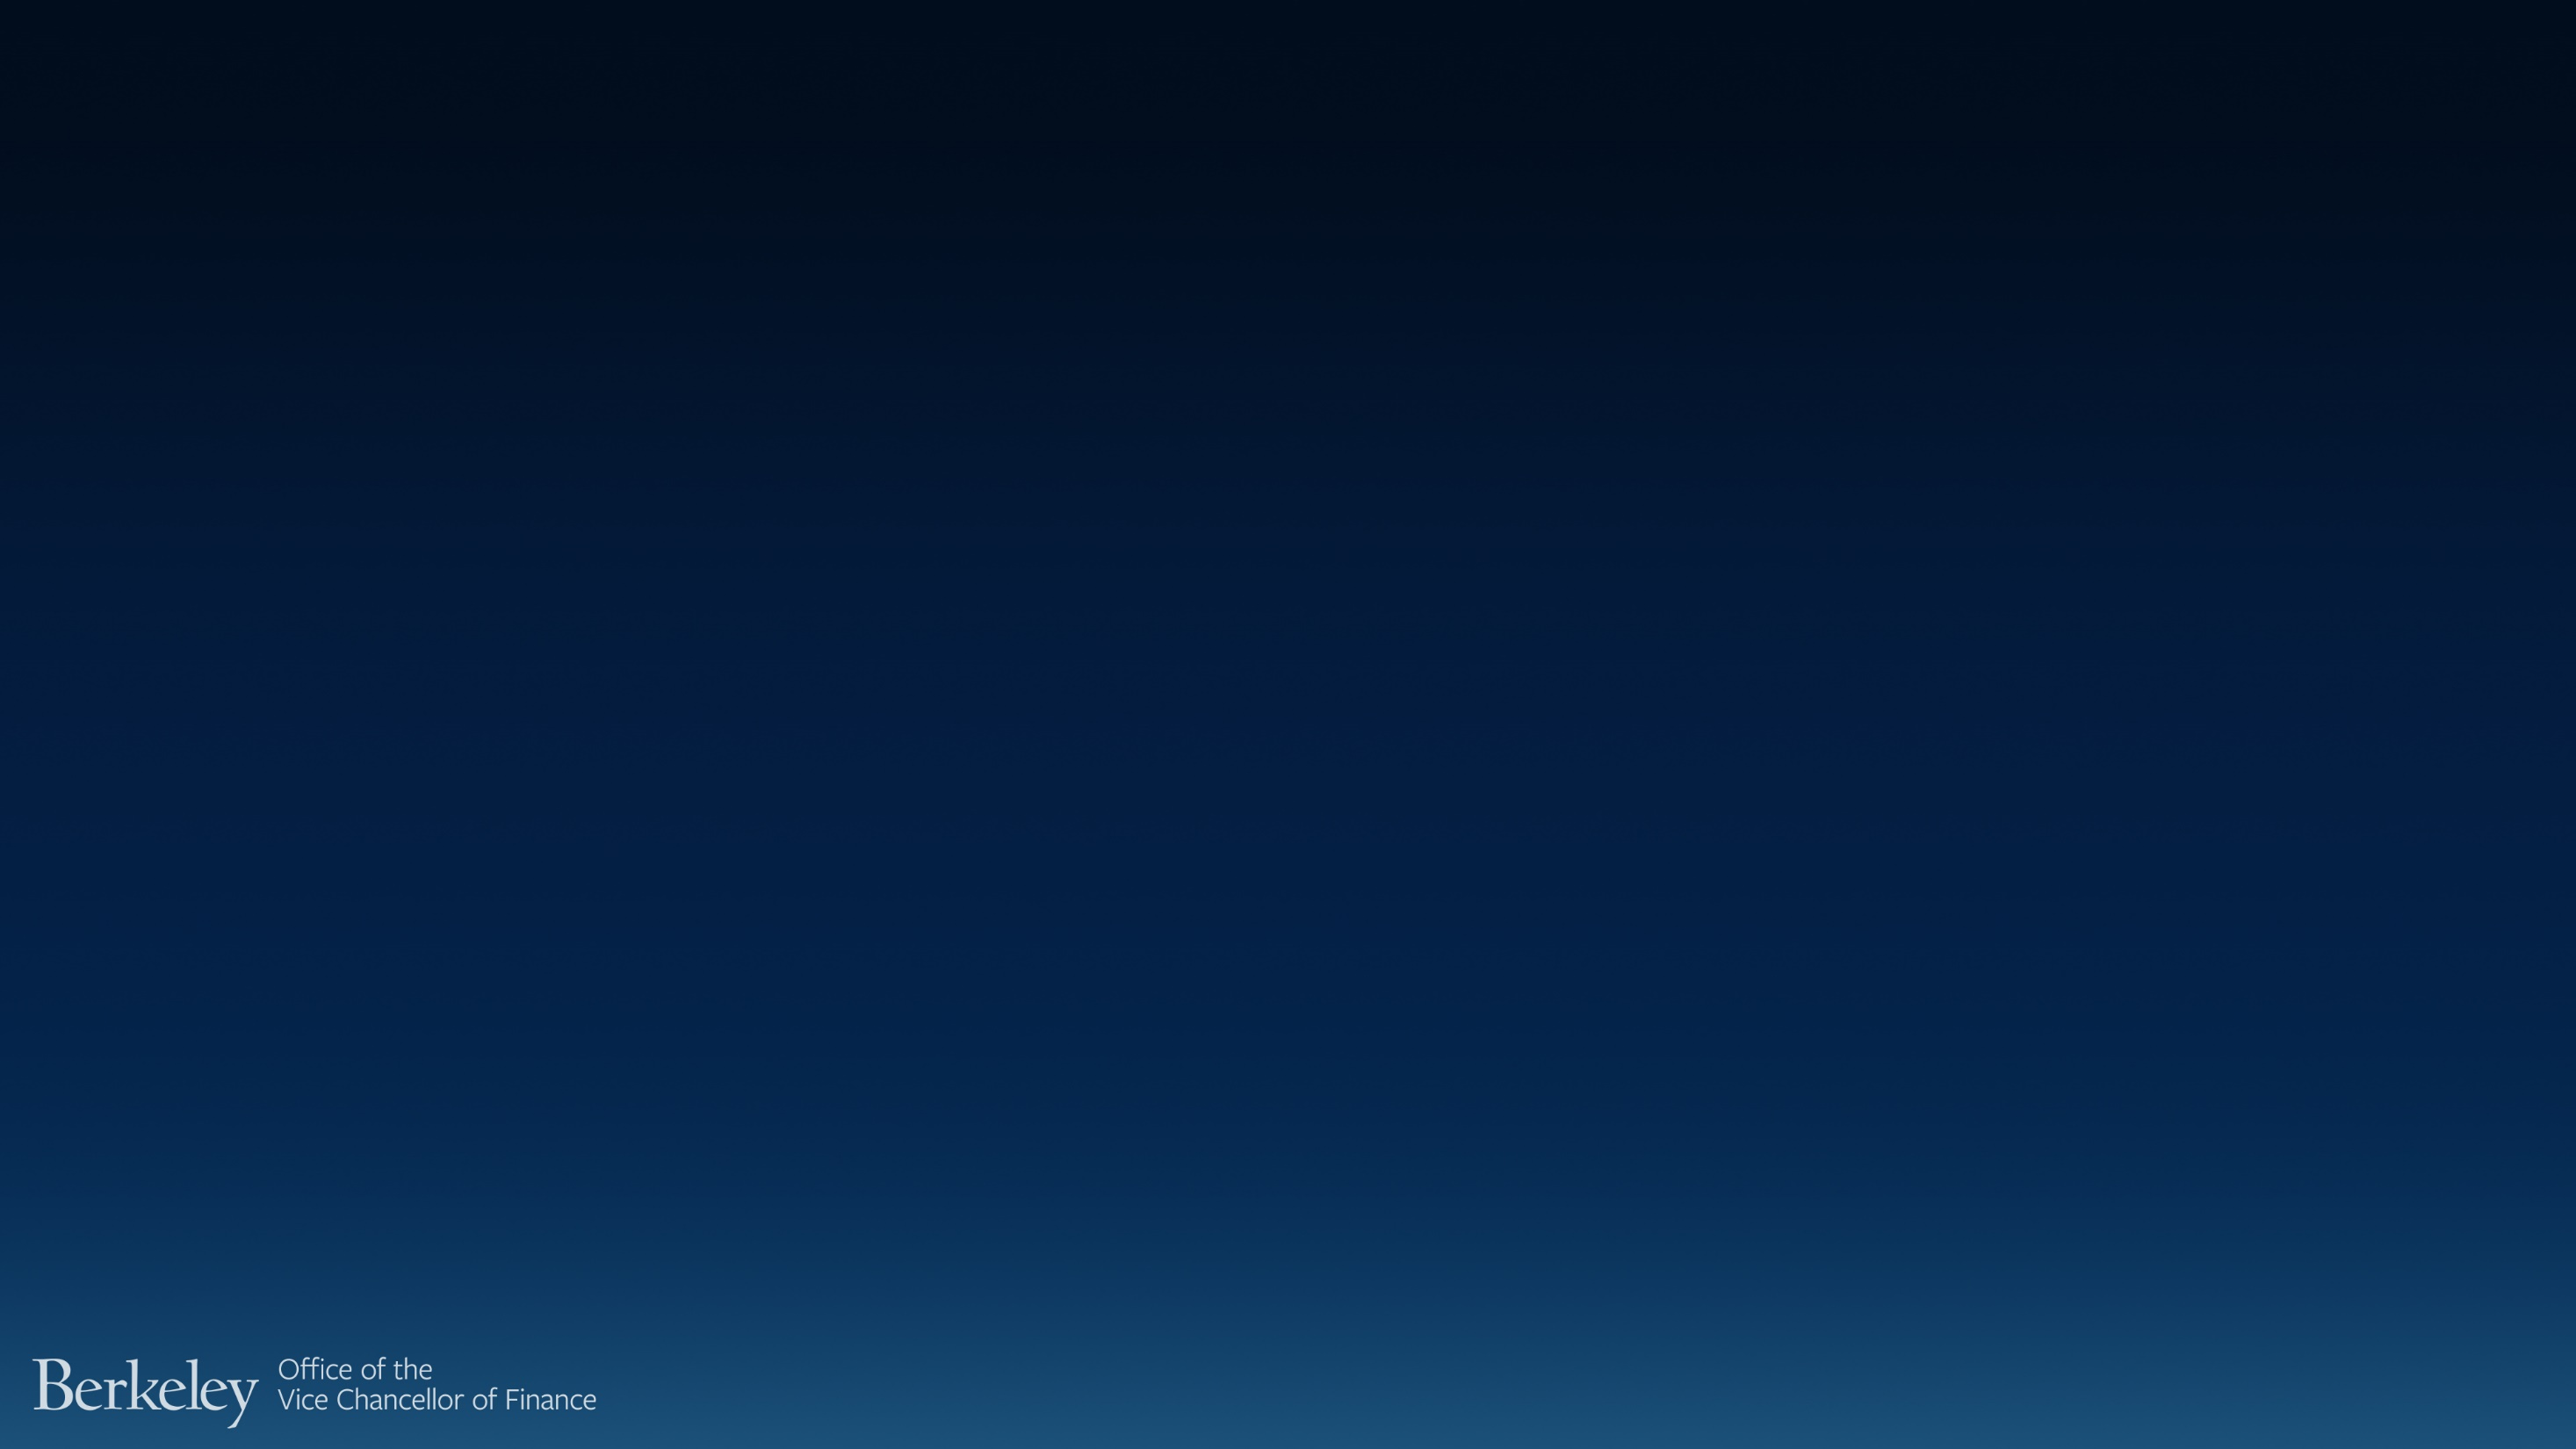 Berkeley
Office of the
Vice Chancellor of Finance